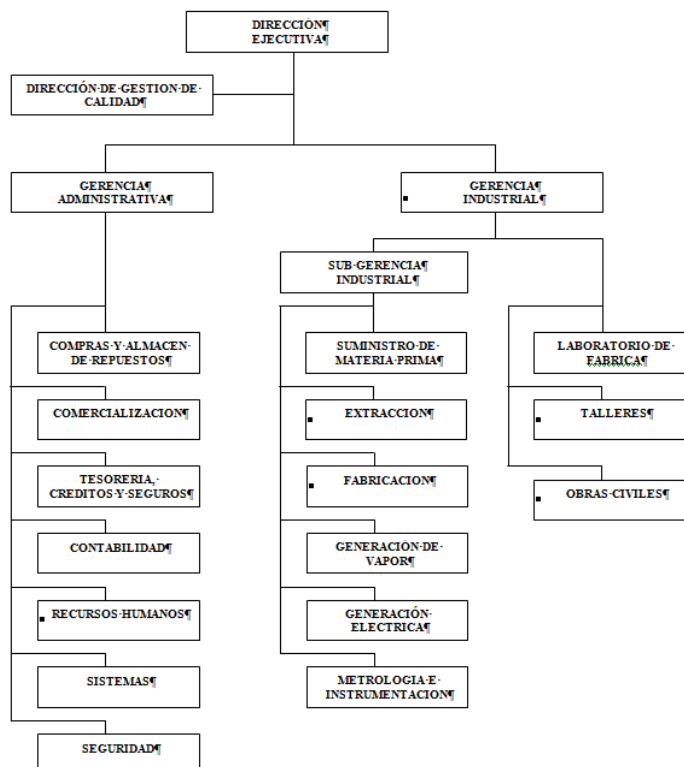 DIRECCIÓN¶
EJECUTIVA¶
DIRECCIÓN·DE·GESTION·DE·
CALIDAD¶
GERENCIA¶
ADMINISTRATIVA¶
GERENCIA¶
INDUSTRIAL¶
SUB·GERENCIA¶
INDUSTRIAL¶
COMPRAS·Y·ALMACEN·
DE·REPUESTOS¶
COMERCIALIZACION¶
TESORERIA,·
CREDITOS·Y·SEGUROS¶
CONTABILIDAD¶
RECURSOS·HUMANOS¶
SISTEMAS¶
SEGURIDAD¶
SUMINISTRO·DE·
MATERIA·PRIMA¶
EXTRACCION¶
FABRICACION¶
GENERACIÓN·DE·
VAPOR¶
GENERACIÓN·
ELECTRICA¶
METROLOGIA·E·
INSTRUMENTACION¶
LABORATORIO·DE·
FABRICA¶
TALLERES¶
OBRAS·CIVILES¶